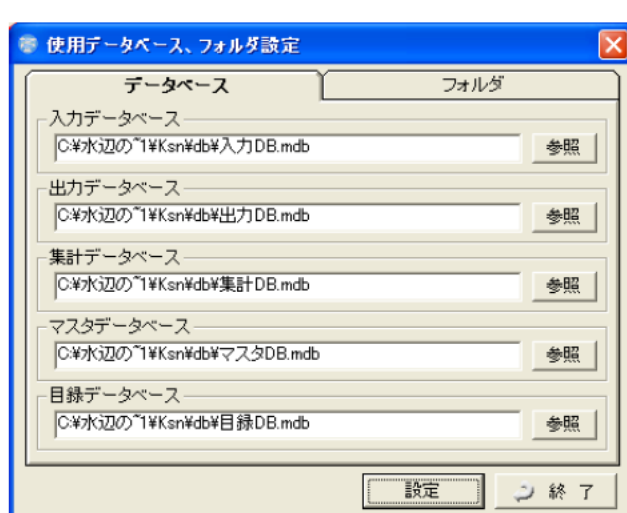 使用データベース、フォルダ設定
データベース フォルダ
入力データベース
C:¥水辺の~1¥Ksn¥db¥入力DB.mdb 参照
出力データベース
C:¥水辺の~1¥Ksn¥db¥出力DB.mdb 参照
集計データベース
C:¥水辺の~1¥Ksn¥db¥集計DB.mdb 参照
マスタデータベース
C:¥水辺の~1¥Ksn¥db¥マスタDB.mdb 参照
目録データベース
C:¥水辺の~1¥Ksn¥db¥目録DB.mdb 参照
設定 終 了